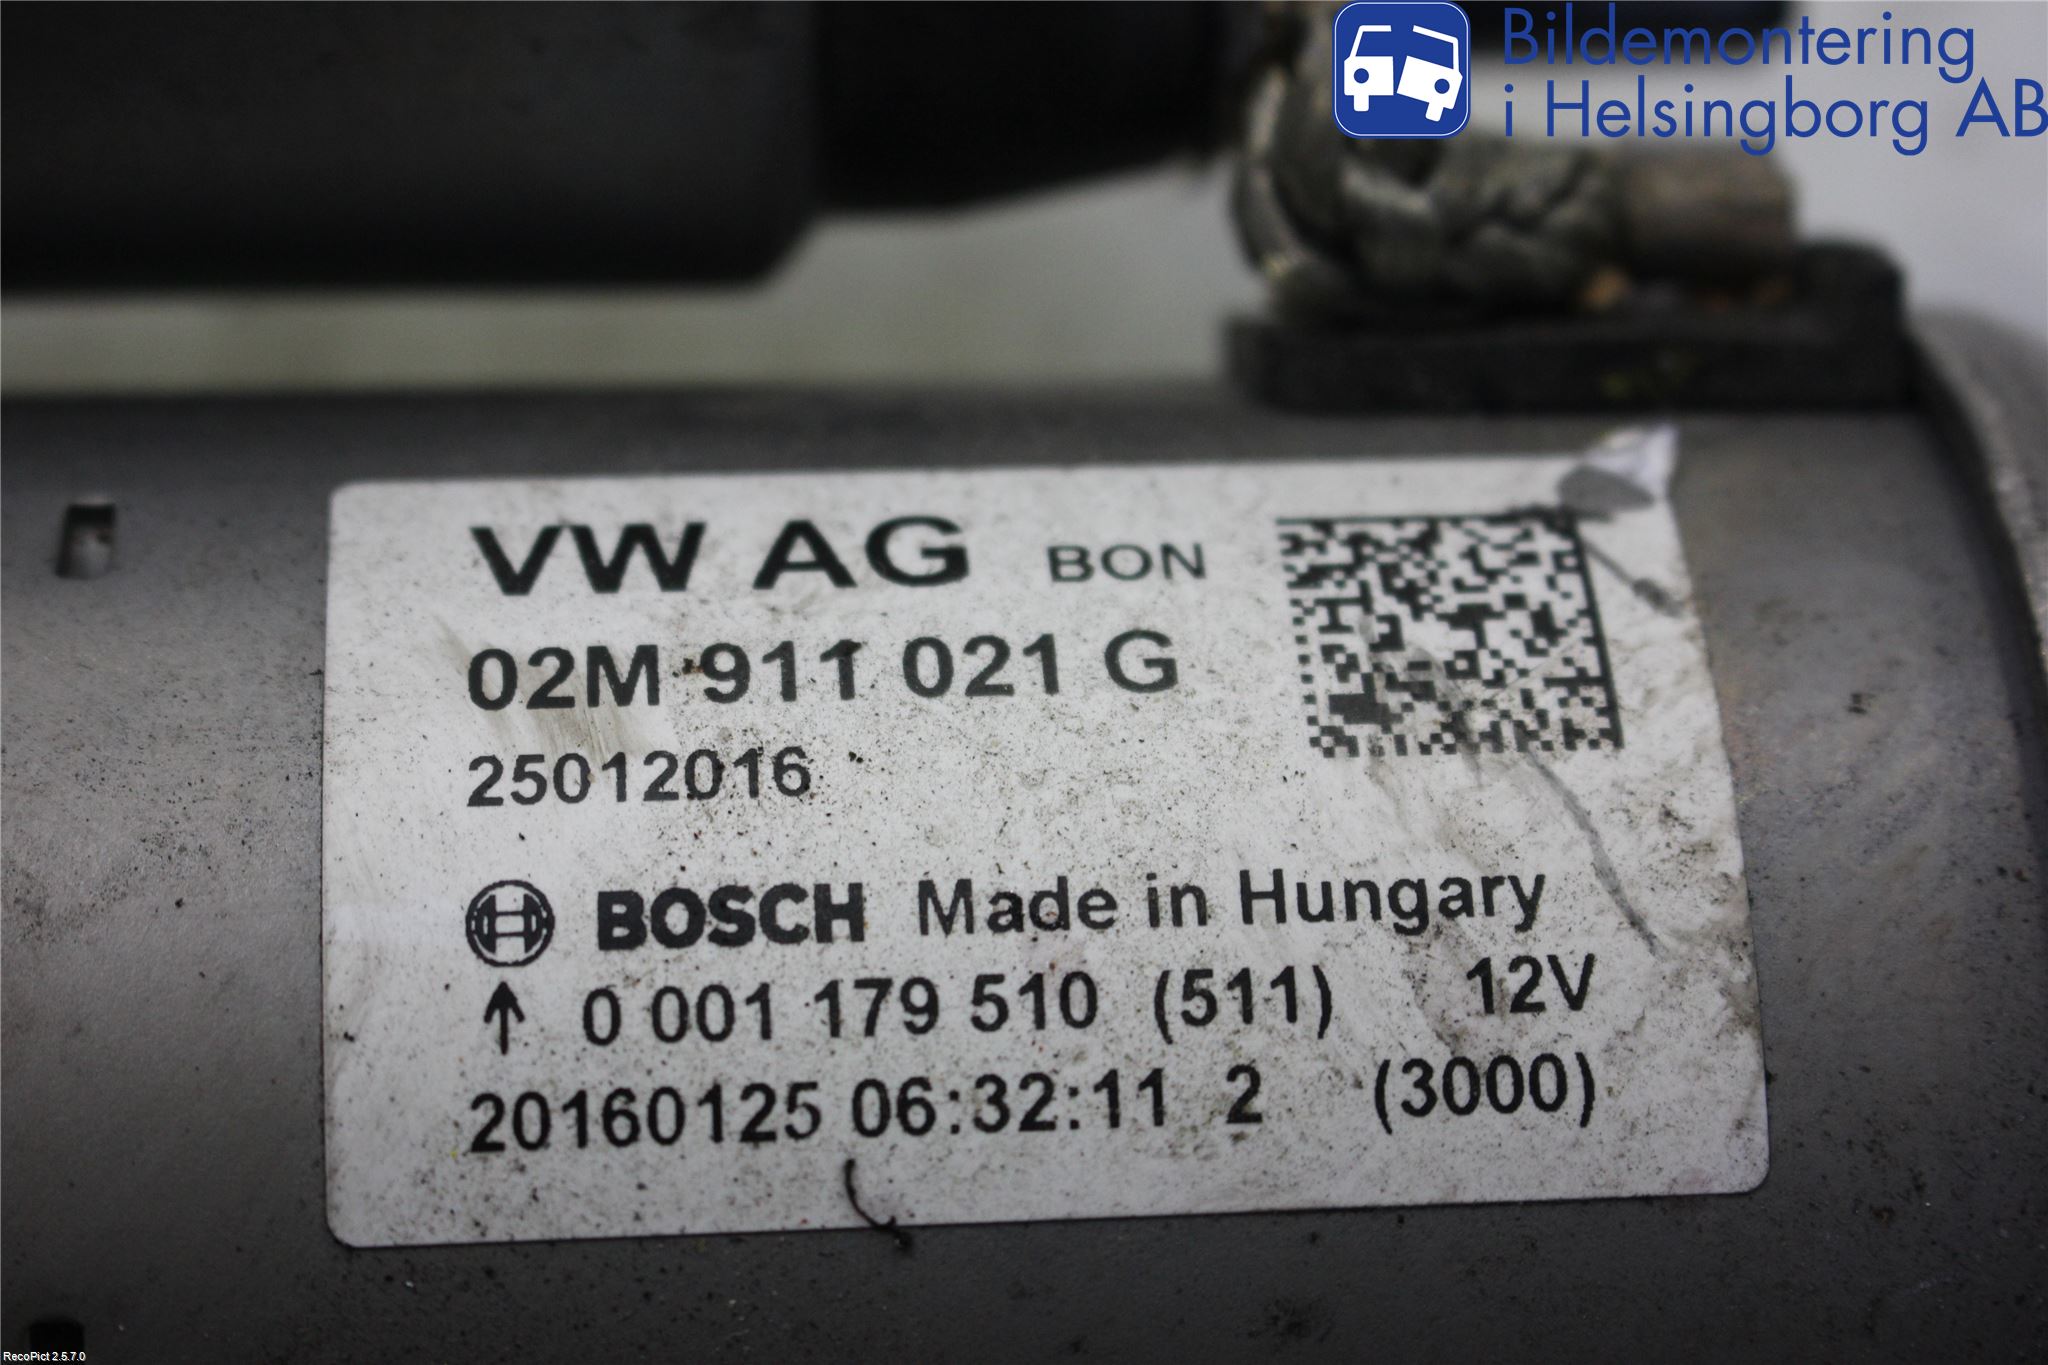 Bildemontering
i Helsingborg AB
VW AG BON
02M 911 021 G
25012016
BOSCH Made in Hungary
↑ 0 001 179 510 (511) 12V
20160125 06:32:11 2 (3000)
RecoPict 2.5.7.0